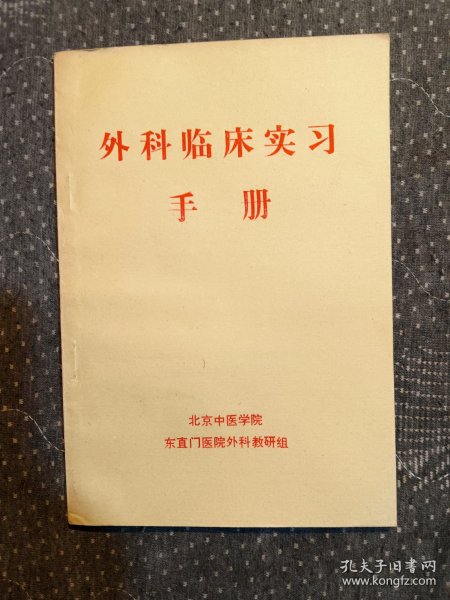 外科临床实习
手册
北京中医学院
东直门医院外科教研组
孔夫子旧书网
www.kongfz.com